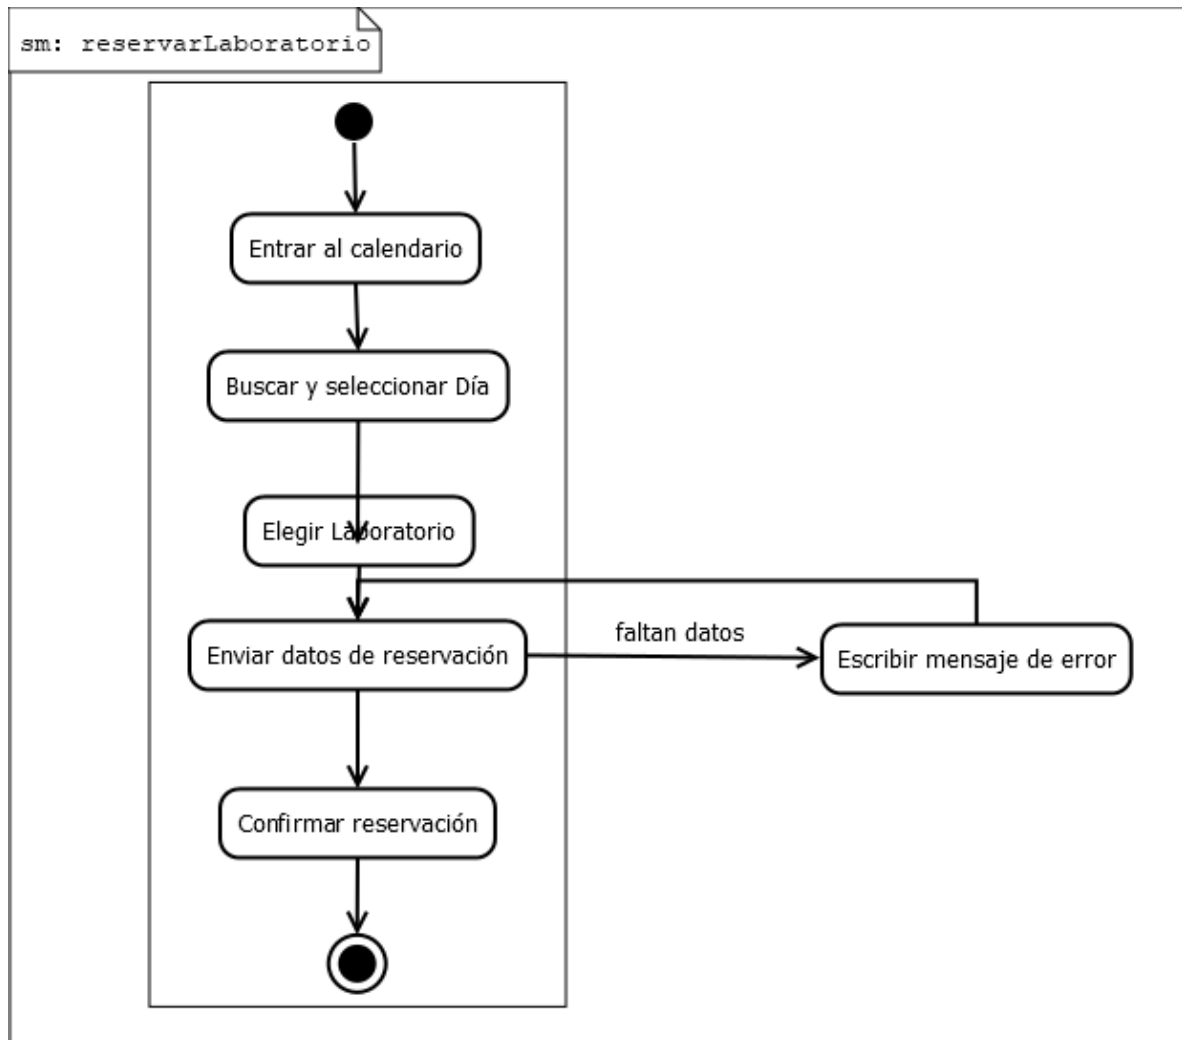 sm: reservarLaboratorio
Entrar al calendario
Buscar y seleccionar Día
Elegir Laboratorio
Enviar datos de reservación
faltan datos
Escribir mensaje de error
Confirmar reservación